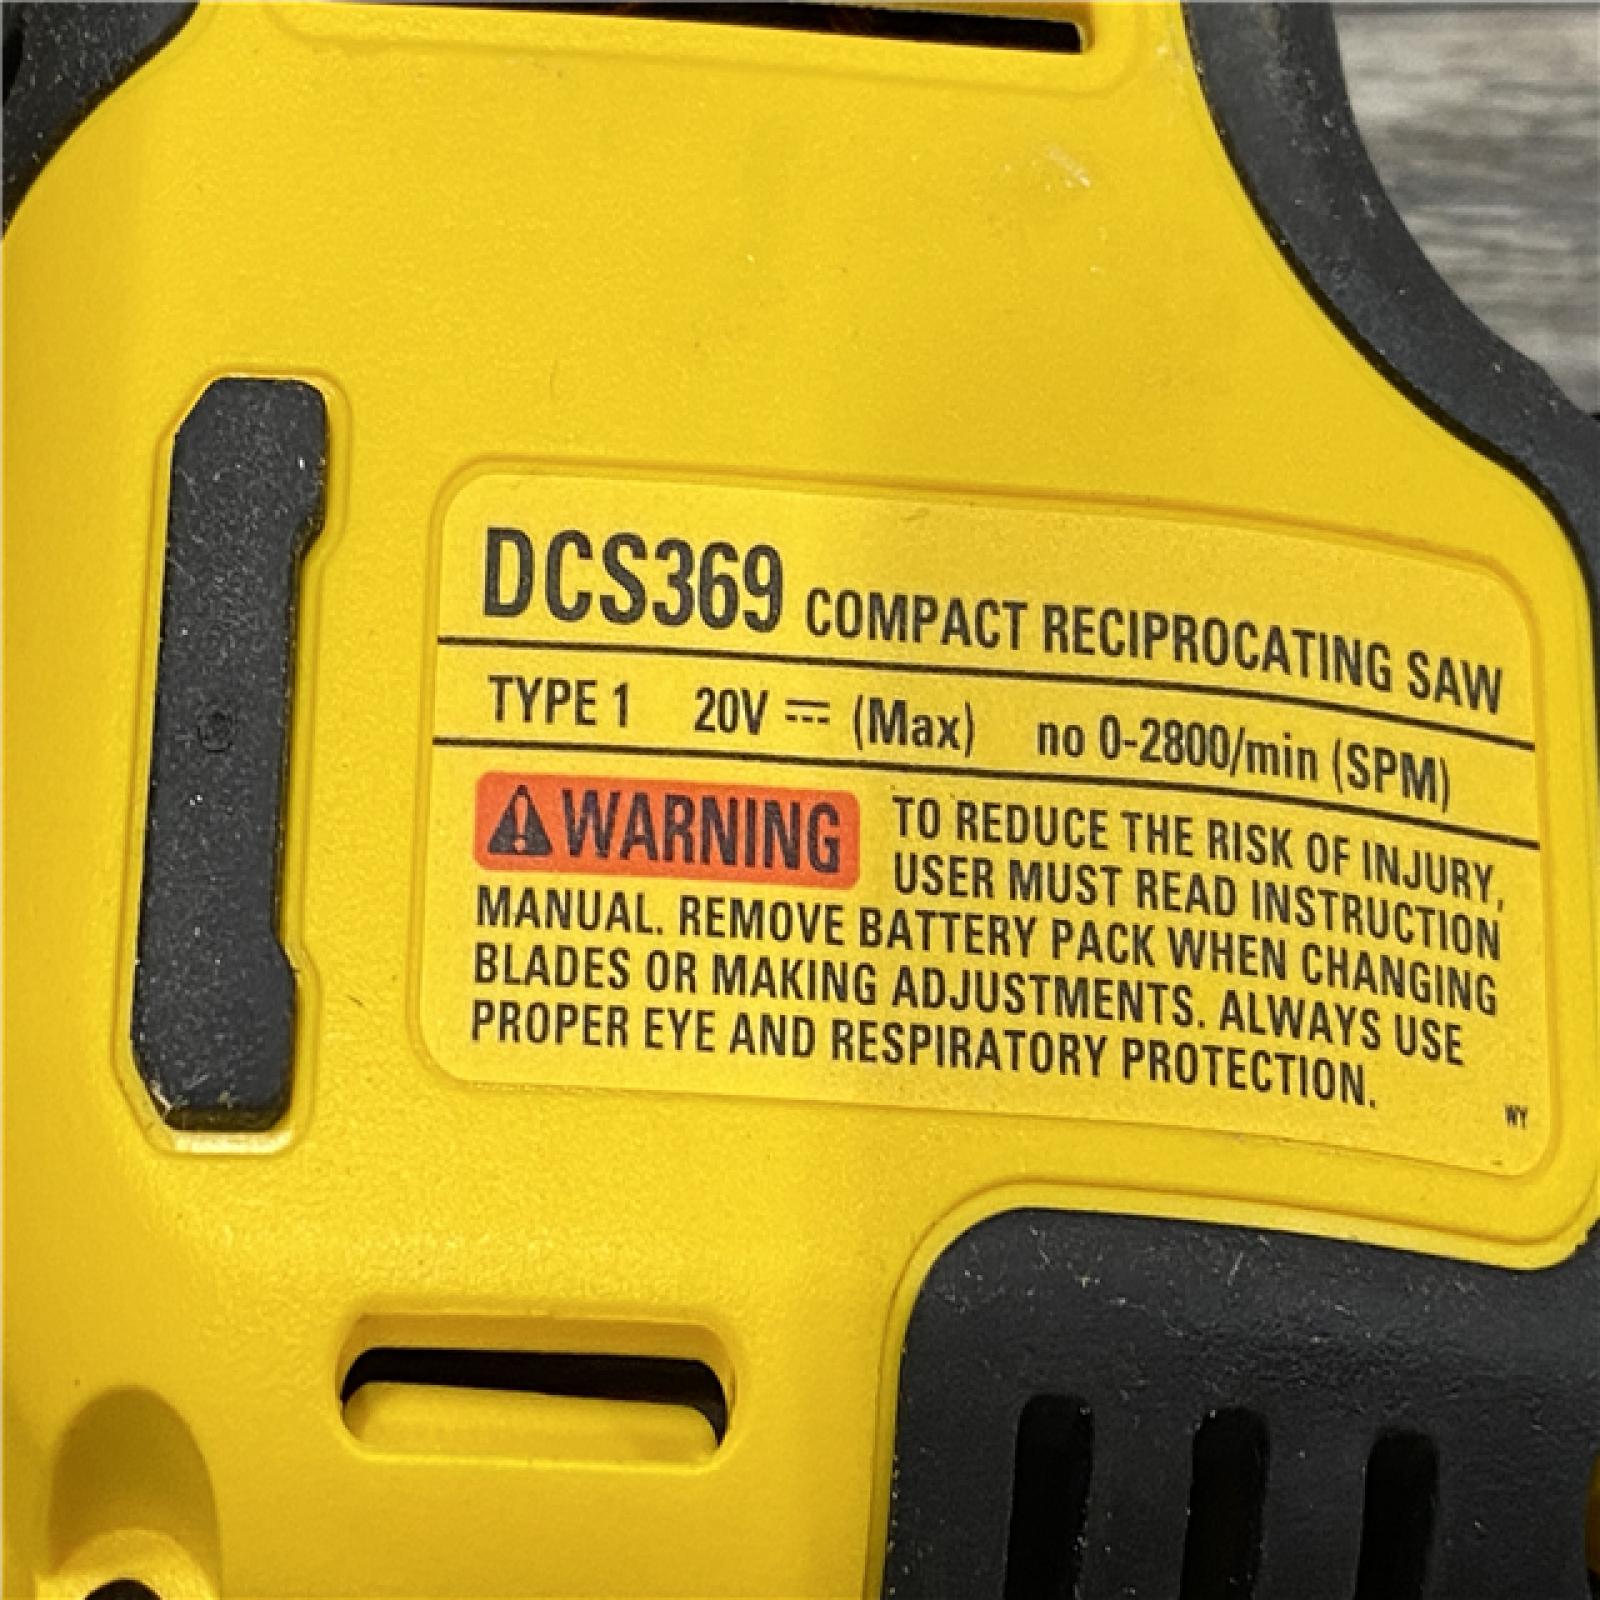 DCS369 COMPACT RECIPROCATING SAW
TYPE 1 20V ⎓ (Max) no 0-2800/min (SPM)
⚠WARNING TO REDUCE THE RISK OF INJURY,
USER MUST READ INSTRUCTION
MANUAL. REMOVE BATTERY PACK WHEN CHANGING
BLADES OR MAKING ADJUSTMENTS. ALWAYS USE
PROPER EYE AND RESPIRATORY PROTECTION.
WY